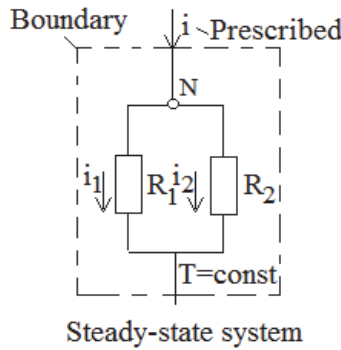 Boundary
i
Prescribed
N
i1 R1 i2 R2
T=const
Steady-state system